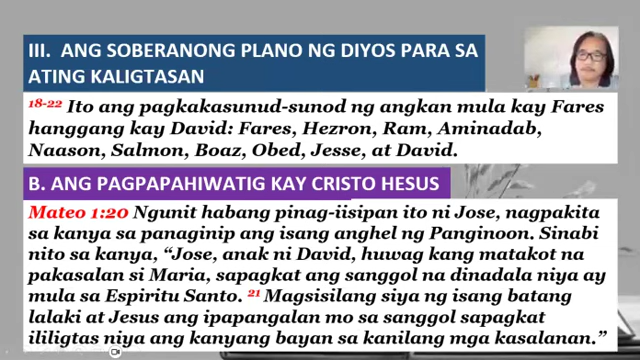 III. ANG SOBERANONG PLANO NG DIYOS PARA SA
ATING KALIGTASAN
18-22 Ito ang pagkakasunud-sunod ng angkan mula kay Fares
hanggang kay David: Fares, Hezron, Ram, Aminadab,
Naason, Salmon, Boaz, Obed, Jesse, at David.
B. ANG PAGPAPAHIWATIG KAY CRISTO HESUS
Mateo 1:20 Ngunit habang pinag-iisipan ito ni Jose, nagpakita
sa kanya sa panaginip ang isang anghel ng Panginoon. Sinabi
nito sa kanya, “Jose, anak ni David, huwag kang matakot na
pakasalan si Maria, sapagkat ang sanggol na dinadala niya ay
mula sa Espiritu Santo. 21 Magsisilang siya ng isang batang
lalaki at Jesus ang ipapangalan mo sa sanggol sapagkat
ililigtas niya ang kanyang bayan sa kanilang mga kasalanan.”